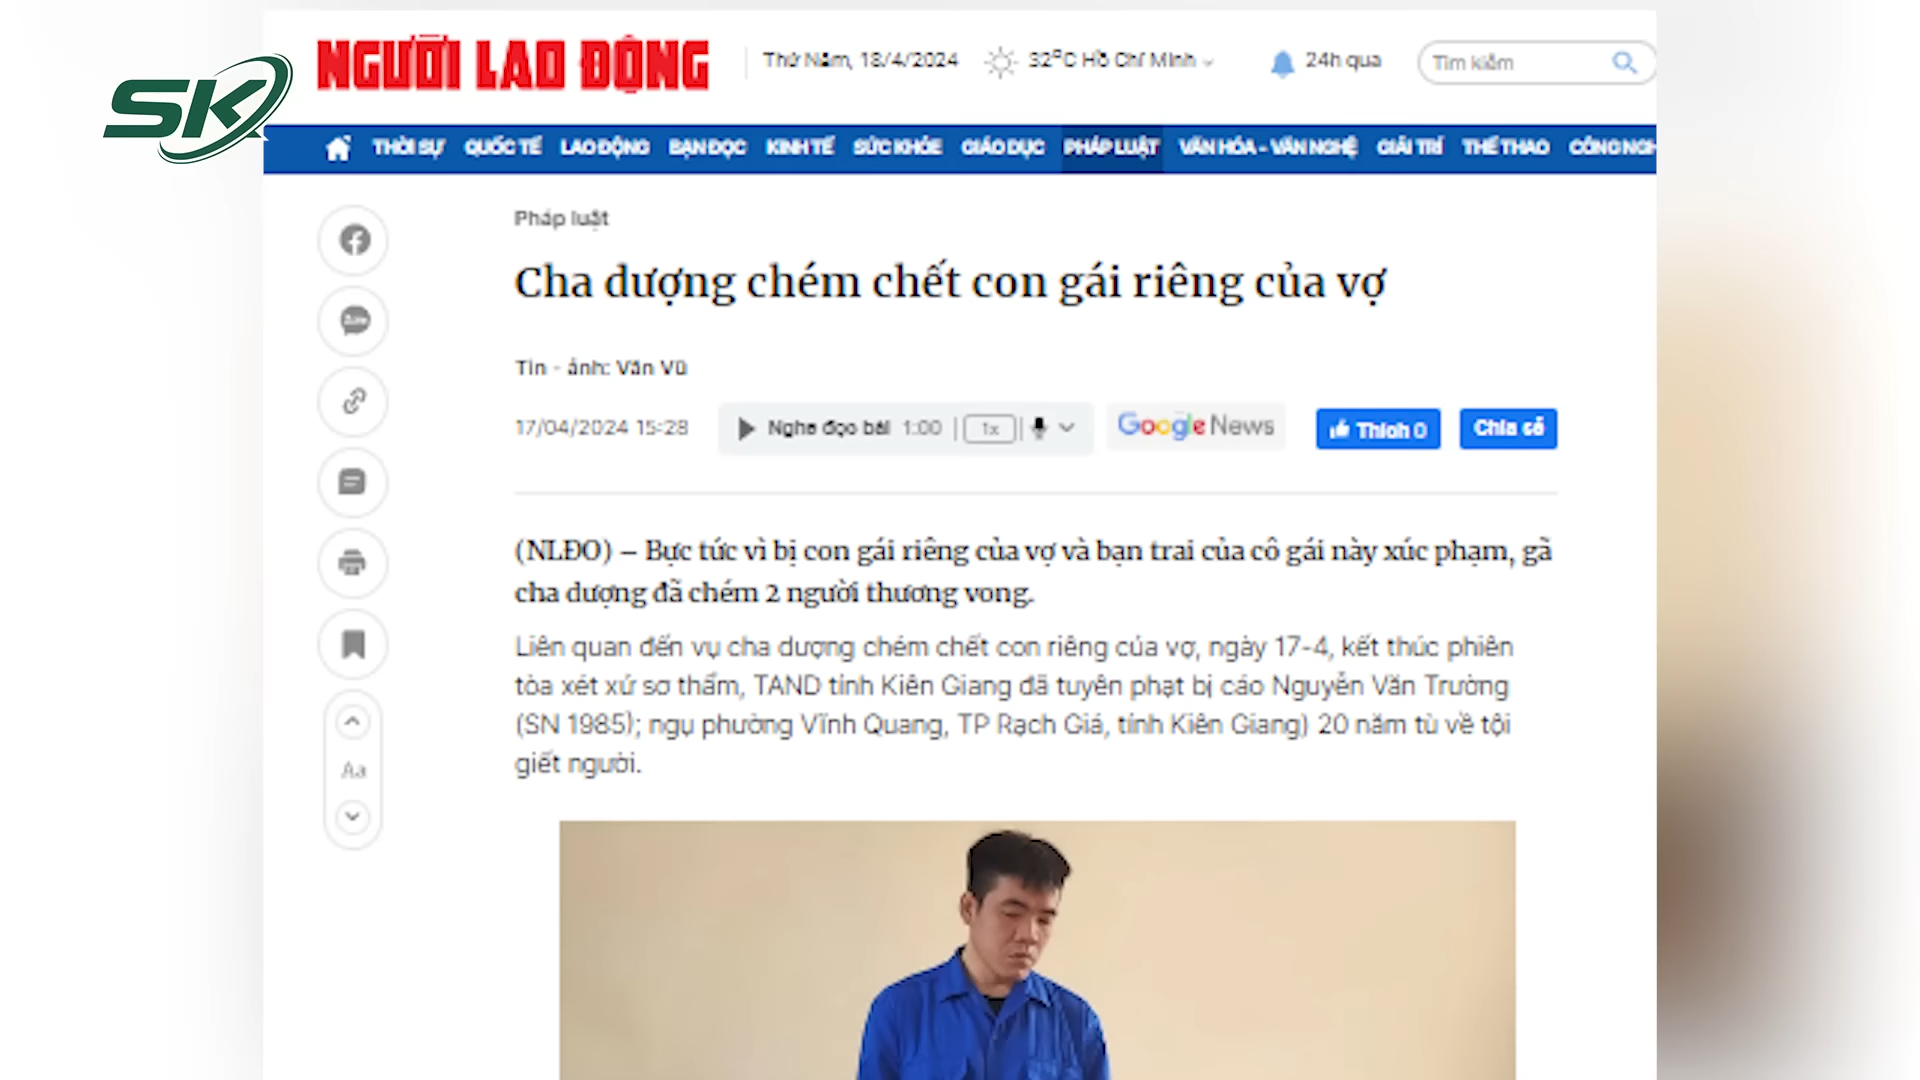 SK
NGƯỜI LAO ĐỘNG
Thứ Năm, 18/4/2024
32°C Hồ Chí Minh
24h qua
Tìm kiếm
THỜI SỰ QUỐC TẾ LAO ĐỘNG BẠN ĐỌC KINH TẾ SỨC KHỎE GIÁO DỤC PHÁP LUẬT VĂN HÓA - VĂN NGHỆ GIẢI TRÍ THỂ THAO
Pháp luật
Cha dượng chém chết con gái riêng của vợ
Tin - ảnh: Văn Vũ
17/04/2024 15:28
Nghe đọc bài 1:00 1x
Google News
Thích 0
Chia sẻ
(NLĐO) – Bực tức vì bị con gái riêng của vợ và bạn trai của cô gái này xúc phạm, gã
cha dượng đã chém 2 người thương vong.
Liên quan đến vụ cha dượng chém chết con riêng của vợ, ngày 17-4, kết thúc phiên
tòa xét xử sơ thẩm, TAND tỉnh Kiên Giang đã tuyên phạt bị cáo Nguyễn Văn Trường
(SN 1985); ngụ phường Vĩnh Quang, TP Rạch Giá, tỉnh Kiên Giang) 20 năm tù về tội
giết người.
Aa